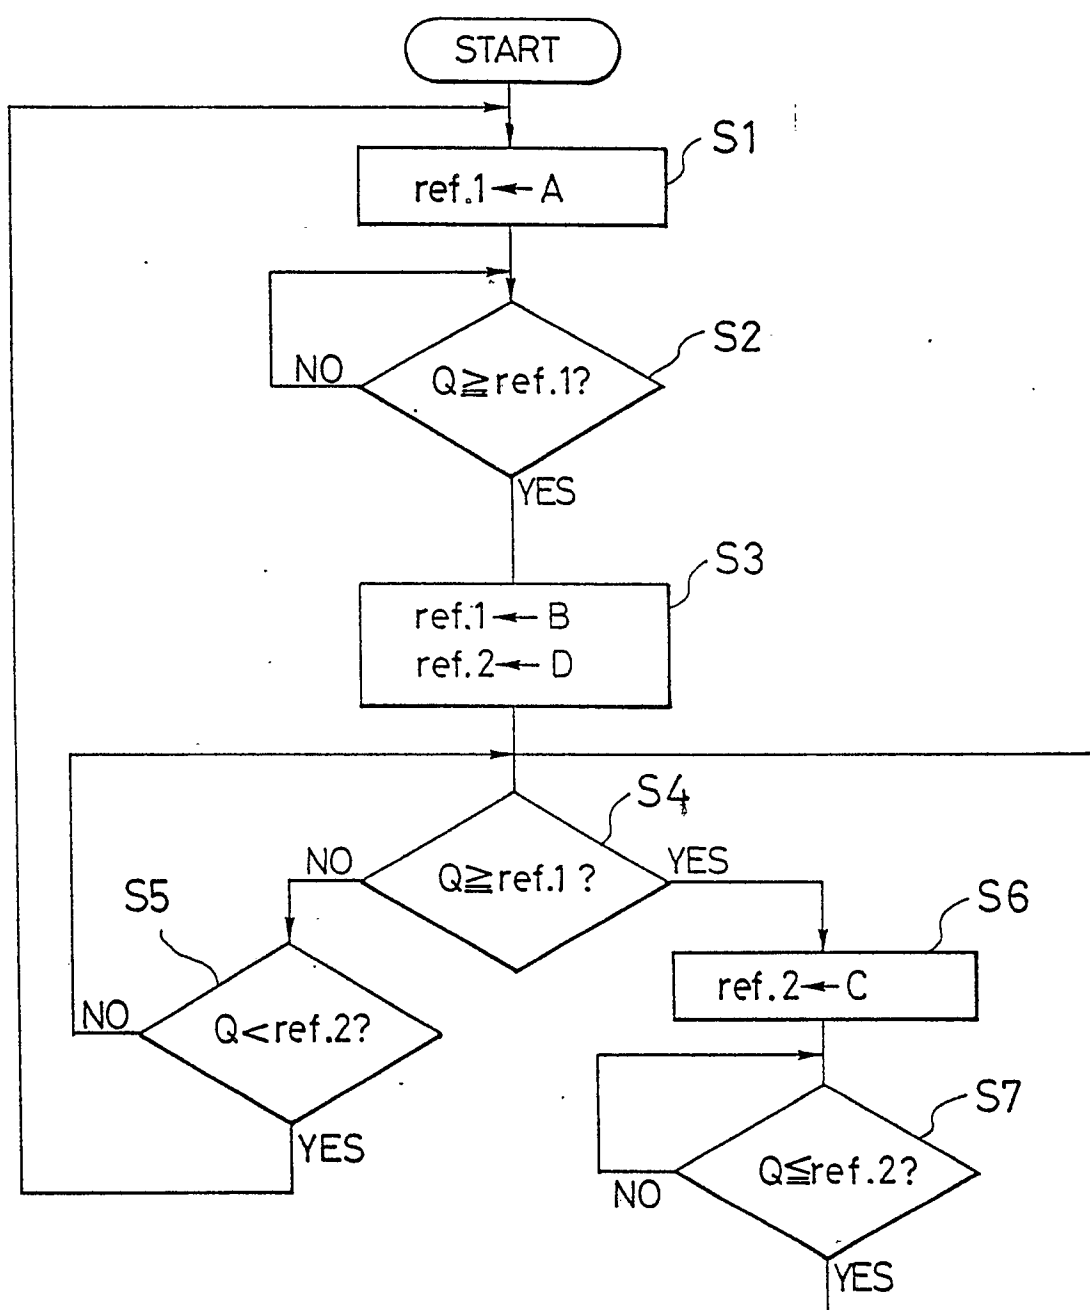 START
S1
ref.1←A
S2
NO
Q≧ref.1?
YES
S3
ref.1←B
ref.2←D
S4
NO
Q≧ref.1?
YES
S5
S6
ref.2←C
NO
Q<ref.2?
YES
S7
Q≦ref.2?
NO
YES